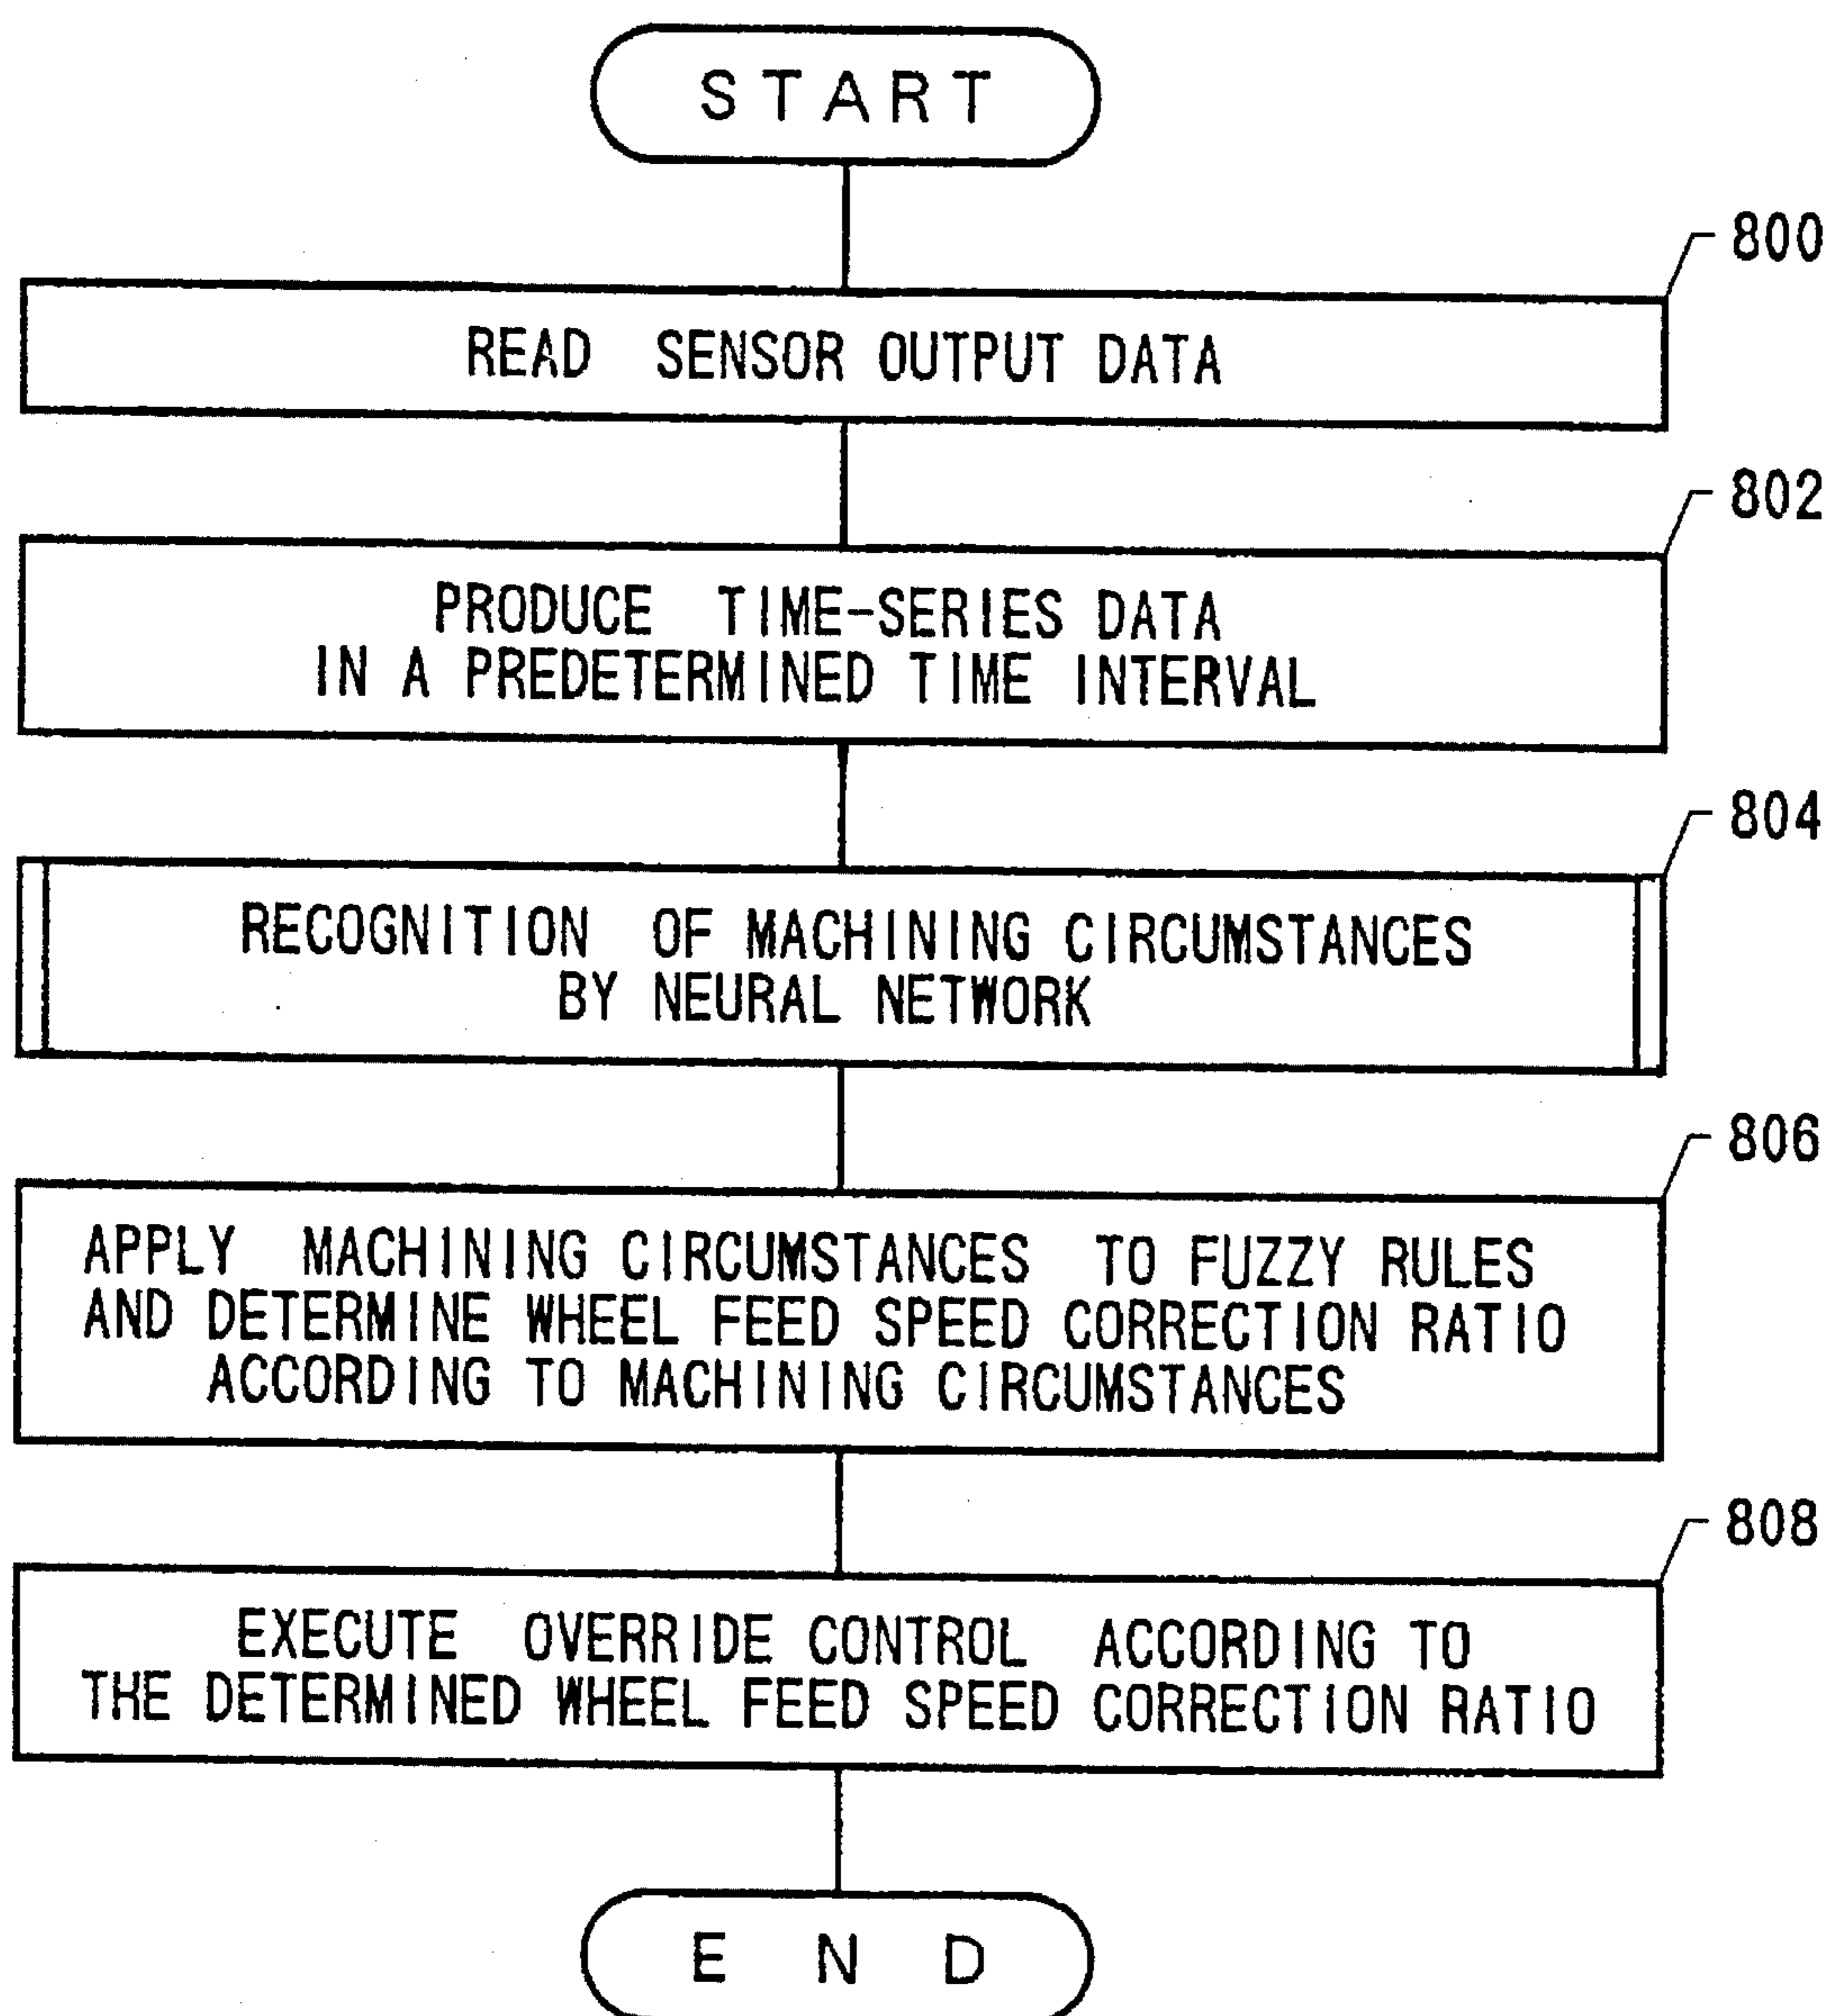 START
800
READ SENSOR OUTPUT DATA
802
PRODUCE TIME-SERIES DATA
IN A PREDETERMINED TIME INTERVAL
804
RECOGNITION OF MACHINING CIRCUMSTANCES
BY NEURAL NETWORK
806
APPLY MACHINING CIRCUMSTANCES TO FUZZY RULES
AND DETERMINE WHEEL FEED SPEED CORRECTION RATIO
ACCORDING TO MACHINING CIRCUMSTANCES
808
EXECUTE OVERRIDE CONTROL ACCORDING TO
THE DETERMINED WHEEL FEED SPEED CORRECTION RATIO
END